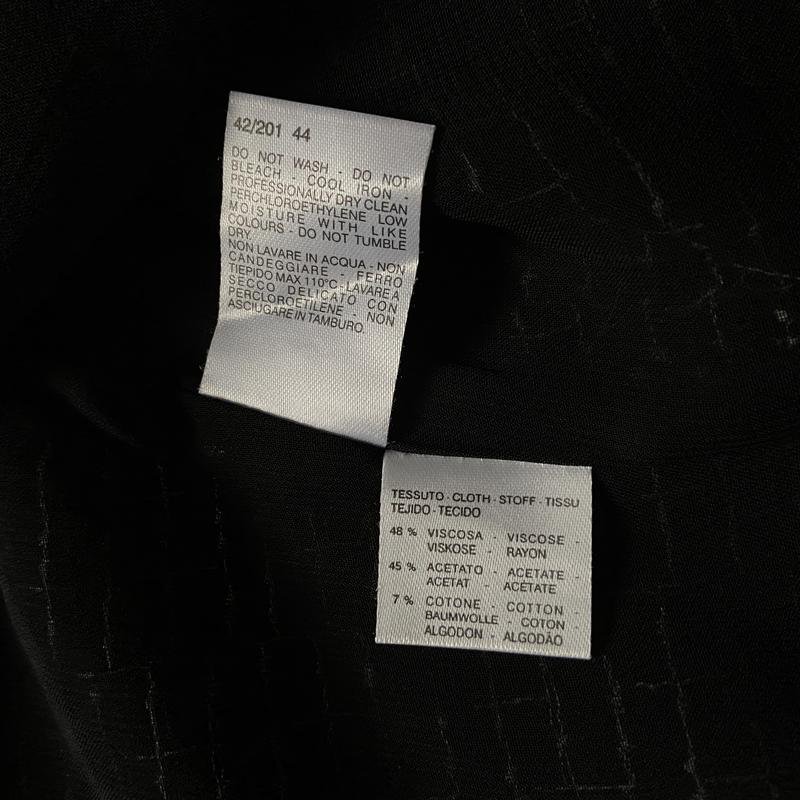 42/201 44
DO NOT WASH - DO NOT
BLEACH - COOL IRON -
PROFESSIONALLY DRY CLEAN
PERCHLOROETHYLENE LOW
MOISTURE WITH LIKE
COLOURS - DO NOT TUMBLE
DRY.
NON LAVARE IN ACQUA - NON
CANDEGGIARE - FERRO
TIEPIDO MAX 110°C - LAVARE A
SECCO DELICATO CON
PERCLOROETILENE - NON
ASCIUGARE IN TAMBURO.
TESSUTO - CLOTH - STOFF - TISSU
TEJIDO - TECIDO
48 % VISCOSA - VISCOSE -
VISKOSE - RAYON
45 % ACETATO - ACETATE -
ACETAT - ACÉTATE
7 % COTONE - COTTON -
BAUMWOLLE - COTON
ALGODON - ALGODÃO